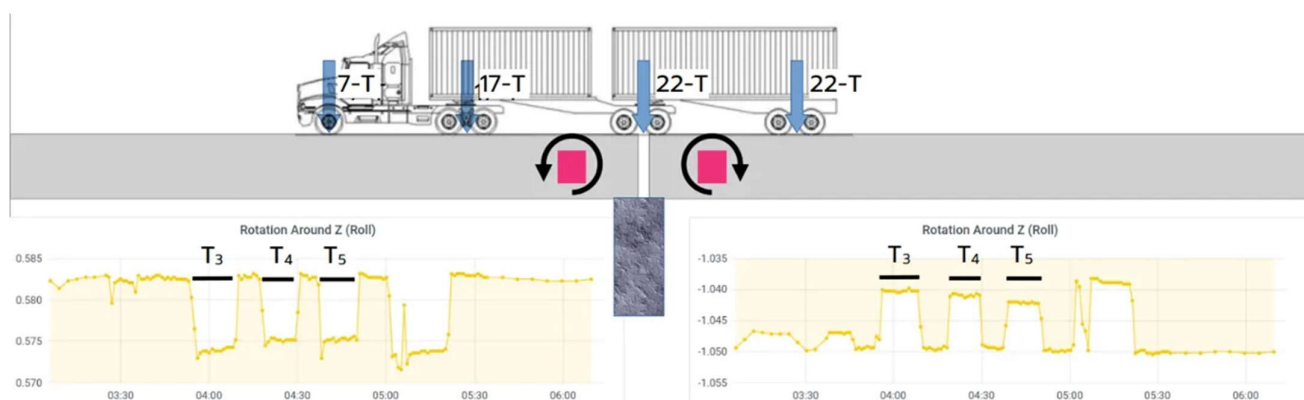 7-T
17-T
22-T
22-T
Rotation Around Z (Roll)
T₃
T₄
T₅
0.585
0.580
0.575
0.570
03:30
04:00
04:30
05:00
05:30
06:00
Rotation Around Z (Roll)
T₃
T₄
T₅
-1.035
-1.040
-1.045
-1.050
-1.055
03:30
04:00
04:30
05:00
05:30
06:00